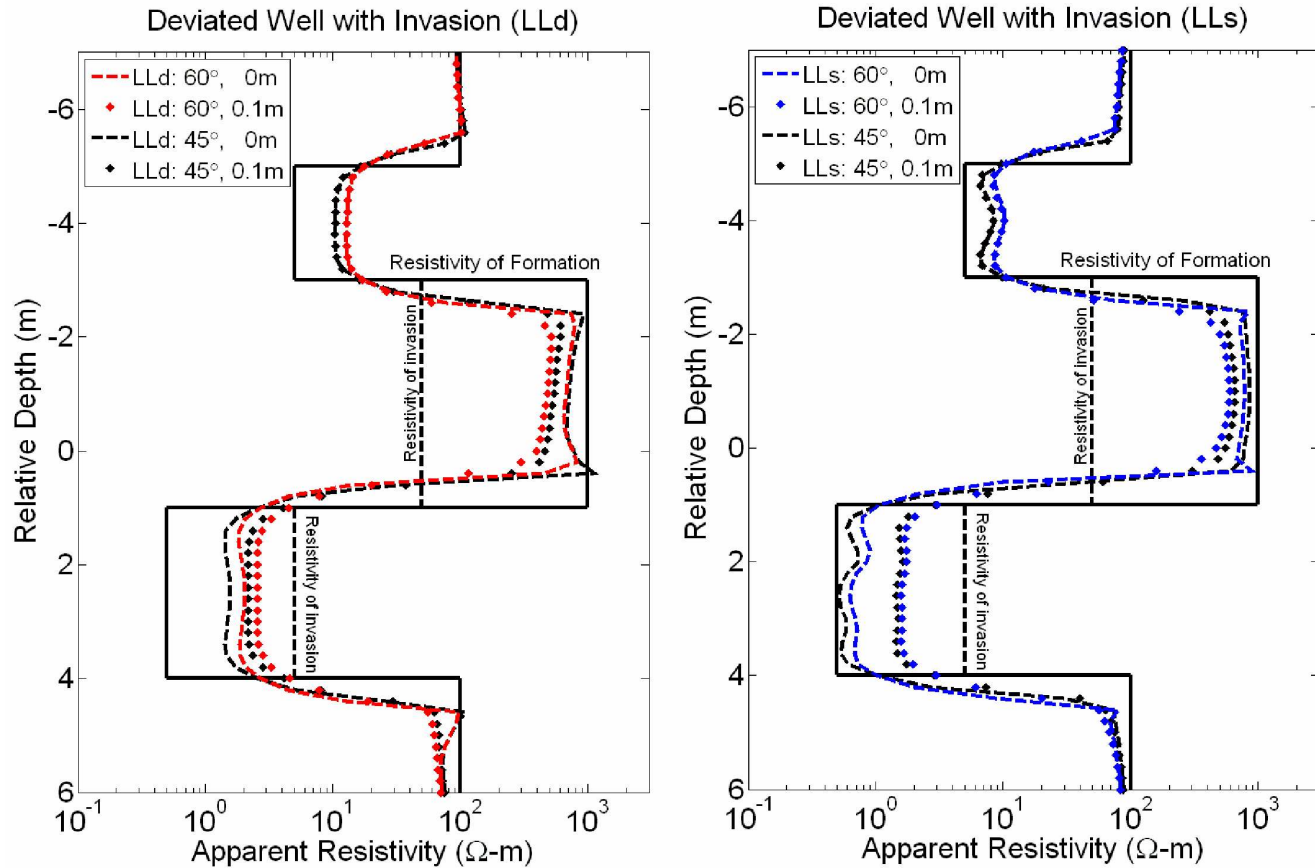 Deviated Well with Invasion (LLd)
LLd: 60°, 0m
LLd: 60°, 0.1m
LLd: 45°, 0m
LLd: 45°, 0.1m
Resistivity of Formation
Resistivity of invasion
Resistivity of invasion
Relative Depth (m)
-6
-4
-2
0
2
4
6
10^-1
10^0
10^1
10^2
10^3
Apparent Resistivity (Ω-m)
Deviated Well with Invasion (LLs)
LLs: 60°, 0m
LLs: 60°, 0.1m
LLs: 45°, 0m
LLs: 45°, 0.1m
Resistivity of Formation
Resistivity of invasion
Resistivity of invasion
Relative Depth (m)
-6
-4
-2
0
2
4
6
10^-1
10^0
10^1
10^2
10^3
Apparent Resistivity (Ω-m)